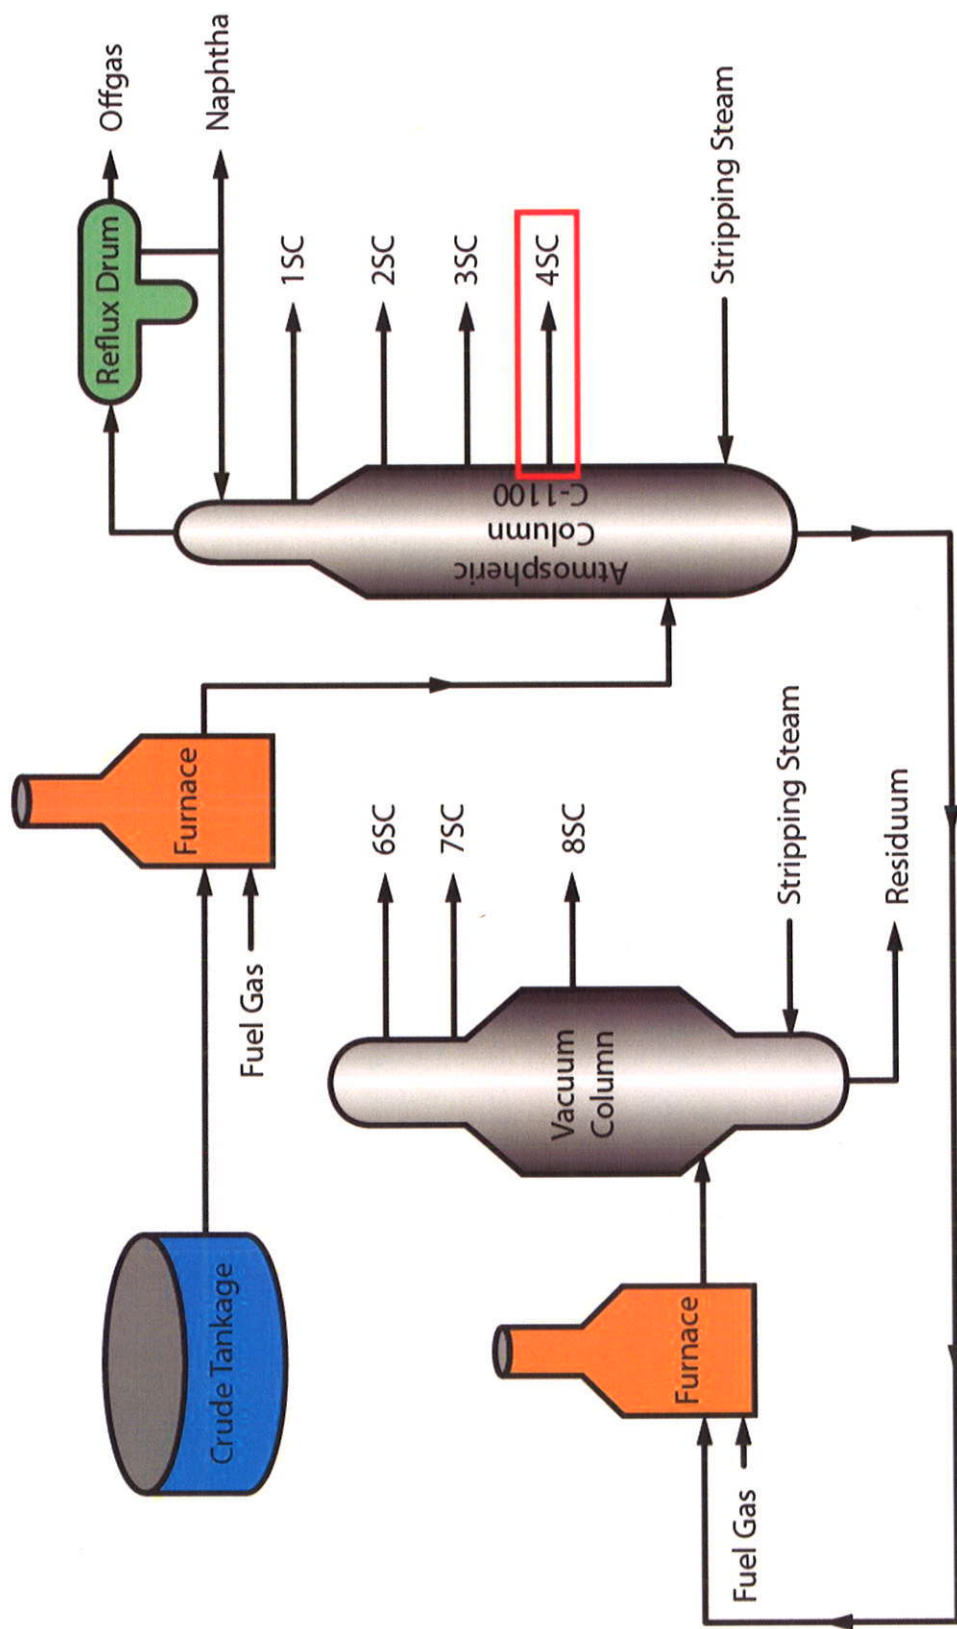 Offgas
Naphtha
Reflux Drum
1SC
2SC
3SC
4SC
Stripping Steam
Atmospheric
Column
C-1100
Furnace
Fuel Gas
6SC
7SC
8SC
Stripping Steam
Residuum
Vacuum
Column
Crude Tankage
Furnace
Fuel Gas